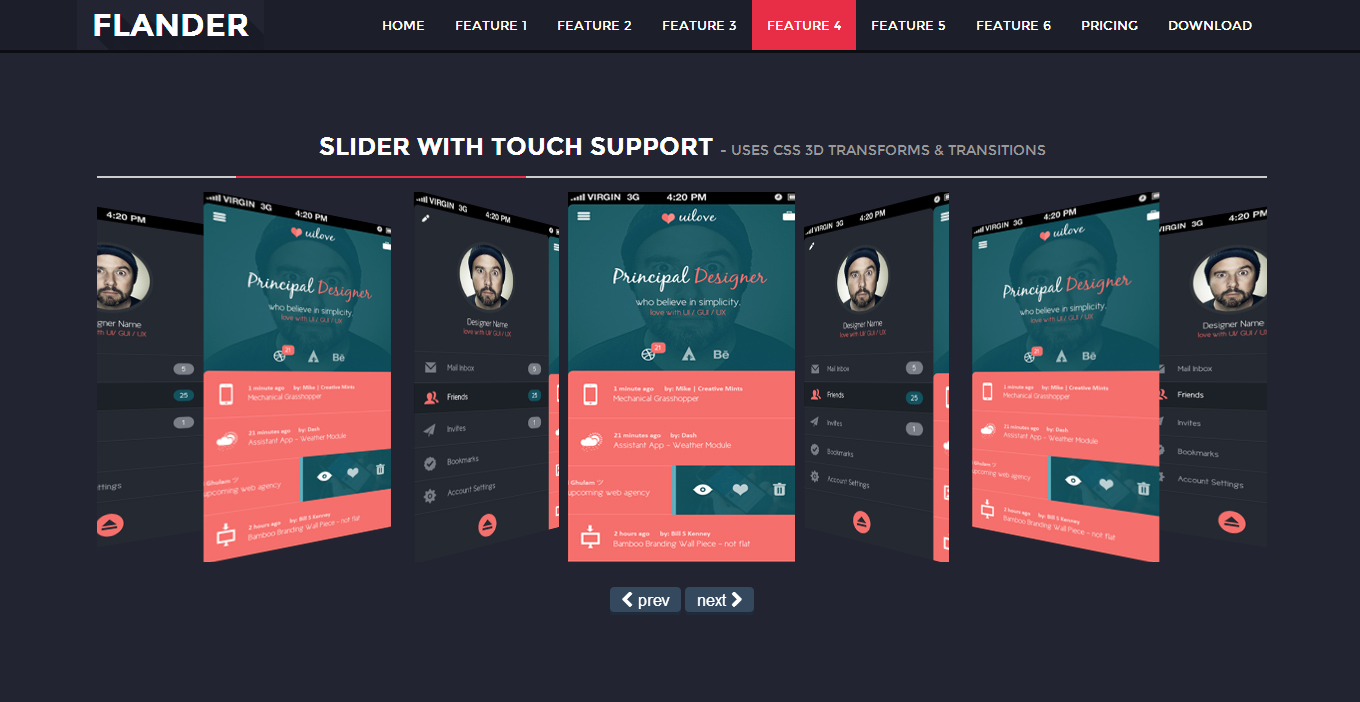 FLANDER
HOME FEATURE 1 FEATURE 2 FEATURE 3 FEATURE 4 FEATURE 5 FEATURE 6 PRICING DOWNLOAD
SLIDER WITH TOUCH SUPPORT - USES CSS 3D TRANSFORMS & TRANSITIONS
4:20 PM
Designer Name
love with UI/ GUI / UX
5
25
1
ttings
VIRGIN 3G 4:20 PM
uilove
Principal Designer
who believe in simplicity.
love with UI/ GUI / UX
21
Bē
1 minute ago by: Mike | Creative Mints
Mechanical Grasshopper
21 minutes ago by: Dash
Assistant App – Weather Module
Ghulam ツ
upcoming web agency
2 hours ago by: Bill S Kenney
Bamboo Branding Wall Piece – not flat
VIRGIN 3G 4:20 PM
Designer Name
love with UI/ GUI / UX
Mail Inbox 5
Friends 25
Invites 1
Bookmarks
Account Settings
VIRGIN 3G 4:20 PM
uilove
Principal Designer
who believe in simplicity.
love with UI/ GUI / UX
21
Bē
1 minute ago by: Mike | Creative Mints
Mechanical Grasshopper
21 minutes ago by: Dash
Assistant App – Weather Module
Ghulam ツ
upcoming web agency
2 hours ago by: Bill S Kenney
Bamboo Branding Wall Piece – not flat
VIRGIN 3G 4:20 PM
Designer Name
love with UI/ GUI / UX
Mail Inbox 5
Friends 25
Invites 1
Bookmarks
Account Settings
VIRGIN 3G 4:20 PM
uilove
Principal Designer
who believe in simplicity.
love with UI/ GUI / UX
21
Bē
1 minute ago by: Mike | Creative Mints
Mechanical Grasshopper
21 minutes ago by: Dash
Assistant App – Weather Module
Ghulam ツ
upcoming web agency
2 hours ago by: Bill S Kenney
Bamboo Branding Wall Piece – not flat
VIRGIN 3G 4:20 PM
Designer Name
love with UI/ GUI / UX
Mail Inbox
Friends
Invites
Bookmarks
Account Settings
prev next